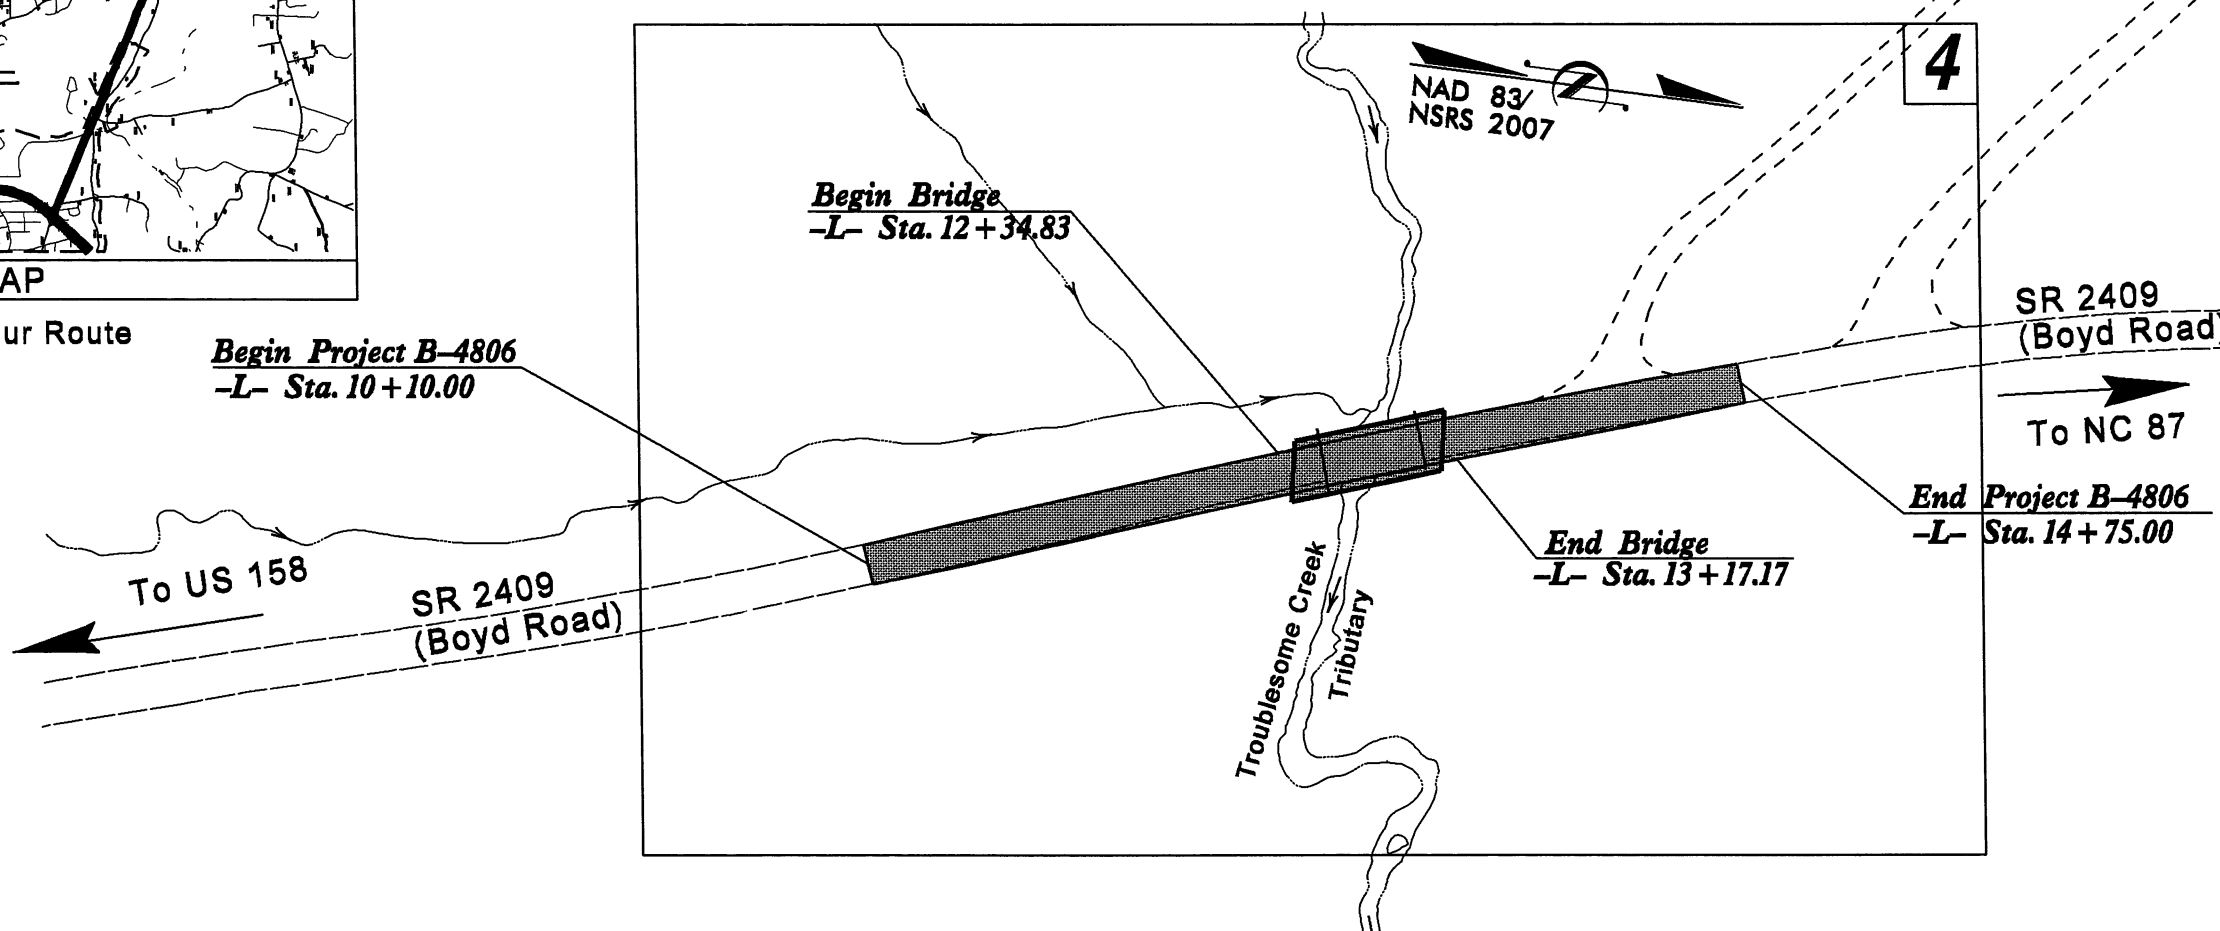 4
NAD 83/
NSRS 2007
Begin Bridge
-L- Sta. 12+34.83
AP
ur Route
SR 2409
(Boyd Road)
Begin Project B-4806
-L- Sta. 10+10.00
To NC 87
End Project B-4806
-L- Sta. 14+75.00
End Bridge
-L- Sta. 13+17.17
To US 158
SR 2409
(Boyd Road)
Troublesome Creek
Tributary